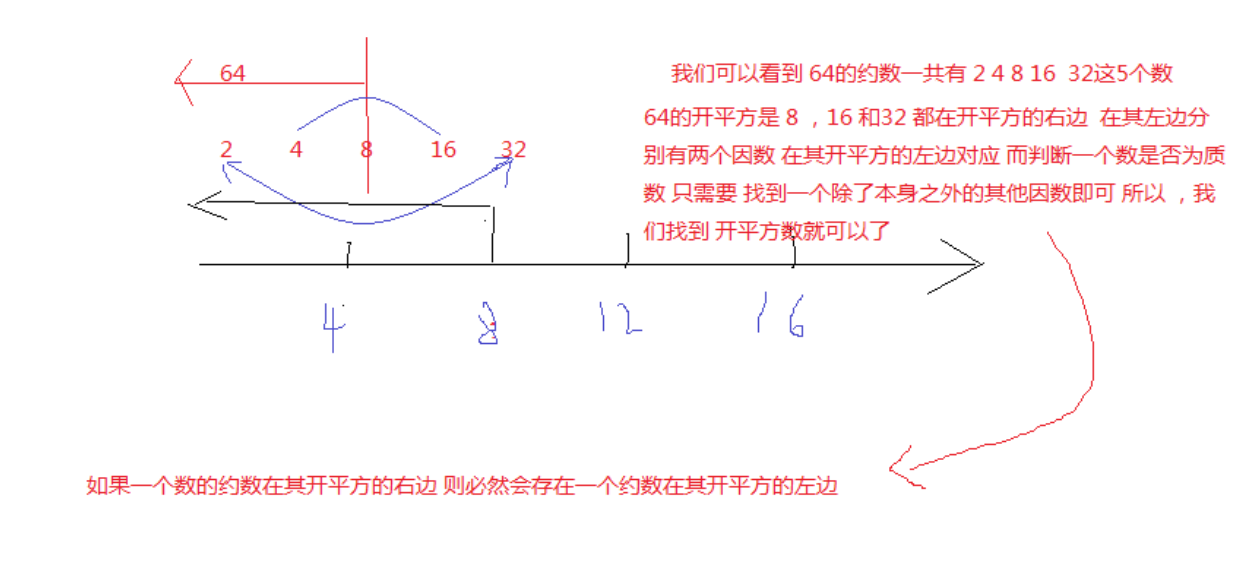 64
我们可以看到 64的约数一共有 2 4 8 16 32这5个数
64的开平方是 8 ，16 和32 都在开平方的右边 在其左边分
别有两个因数 在其开平方的左边对应 而判断一个数是否为质
数 只需要 找到一个除了本身之外的其他因数即可 所以 ，我
们找到 开平方数就可以了
2 4 8 16 32
4 8 12 16
如果一个数的约数在其开平方的右边 则必然会存在一个约数在其开平方的左边